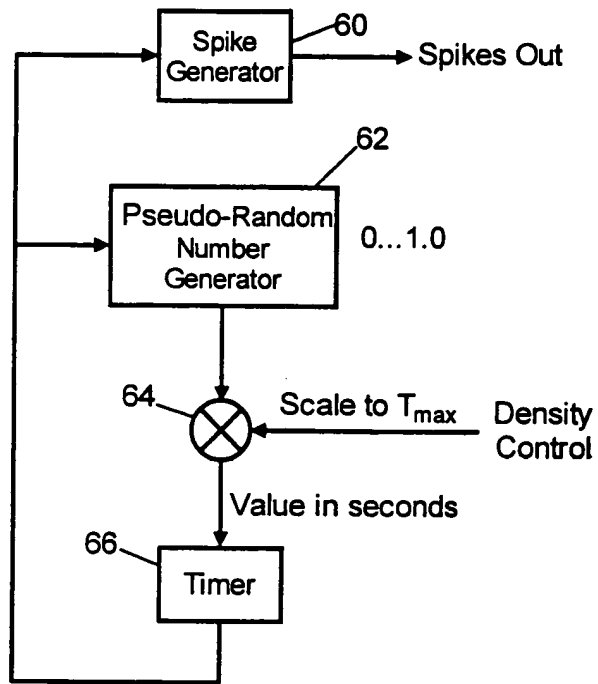 60
Spike
Generator
Spikes Out
62
Pseudo-Random
Number
Generator
0...1.0
64
Scale to Tmax
Density
Control
Value in seconds
66
Timer